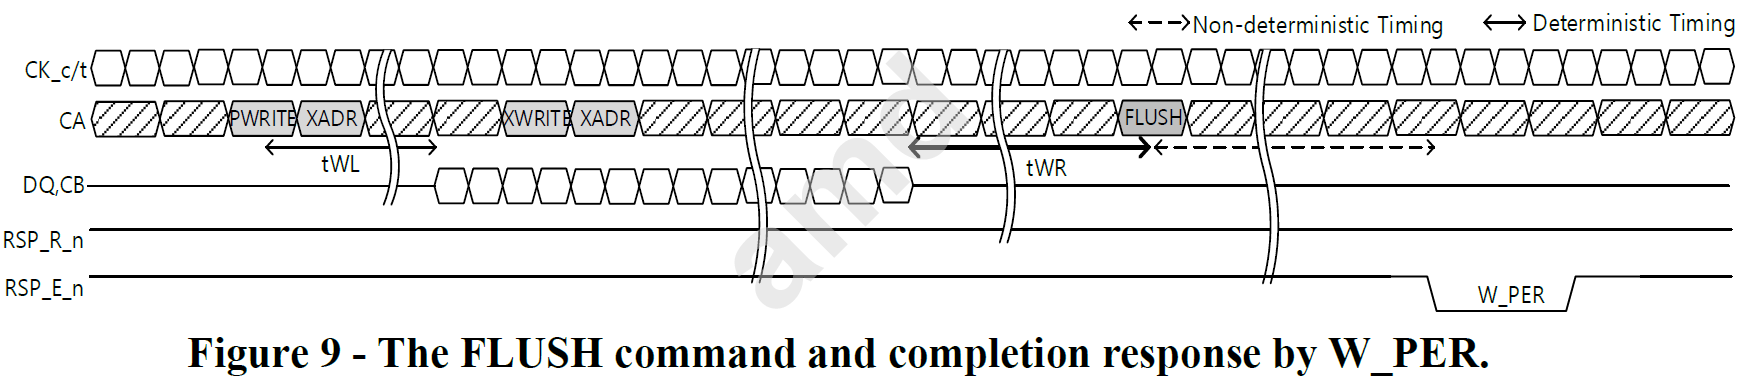 Non-deterministic Timing Deterministic Timing
CK_c/t
CA PWRITE XADR XWRITE XADR FLUSH
tWL tWR
DQ,CB
RSP_R_n
RSP_E_n W_PER
amd
Figure 9 - The FLUSH command and completion response by W_PER.